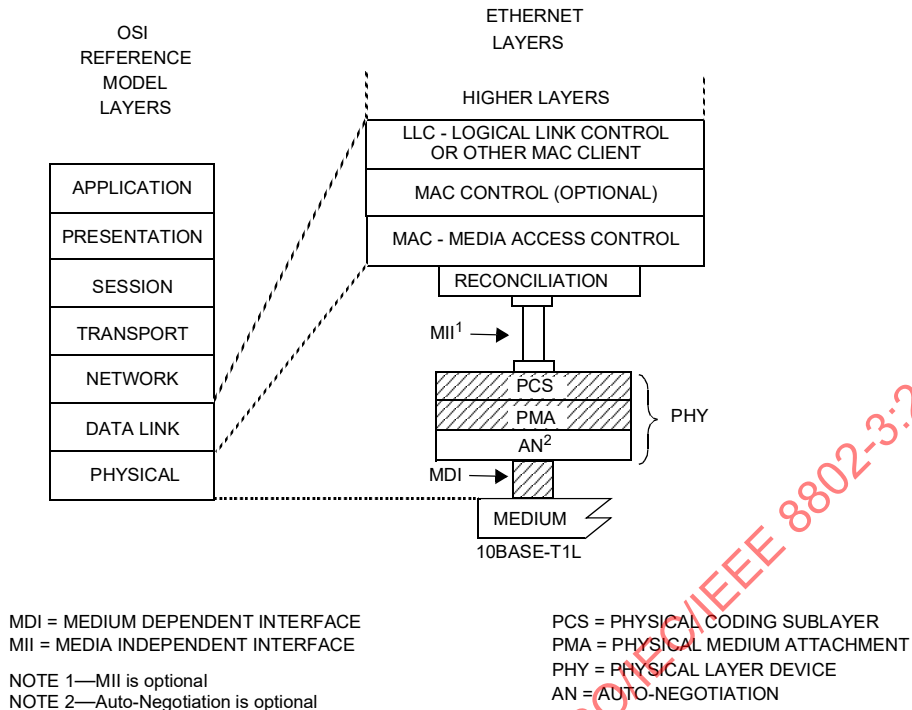 OSI
REFERENCE
MODEL
LAYERS
ETHERNET
LAYERS
HIGHER LAYERS
LLC - LOGICAL LINK CONTROL
OR OTHER MAC CLIENT
MAC CONTROL (OPTIONAL)
MAC - MEDIA ACCESS CONTROL
RECONCILIATION
APPLICATION
PRESENTATION
SESSION
TRANSPORT
NETWORK
DATA LINK
PHYSICAL
MII¹
PCS
PMA
AN²
PHY
MDI
MEDIUM
10BASE-T1L
MDI = MEDIUM DEPENDENT INTERFACE
MII = MEDIA INDEPENDENT INTERFACE
NOTE 1—MII is optional
NOTE 2—Auto-Negotiation is optional
PCS = PHYSICAL CODING SUBLAYER
PMA = PHYSICAL MEDIUM ATTACHMENT
PHY = PHYSICAL LAYER DEVICE
AN = AUTO-NEGOTIATION
ISO/IEC/IEEE 8802-3:2